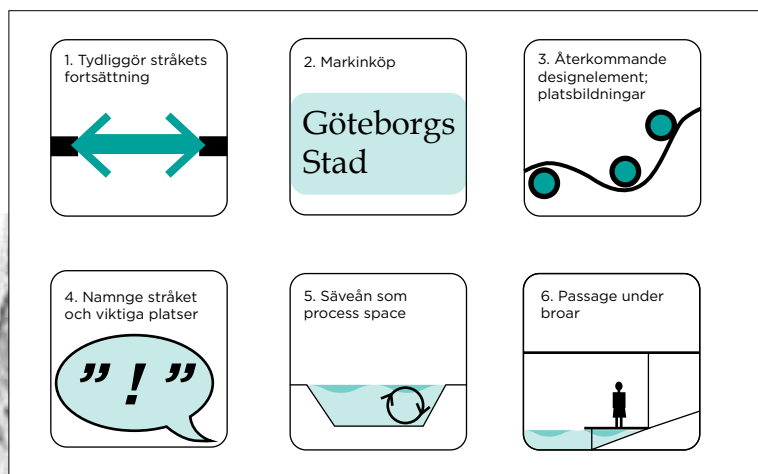 1. Tydliggör stråkets
fortsättning
2. Markinköp
Göteborgs
Stad
3. Återkommande
designelement;
platsbildningar
4. Namnge stråket
och viktiga platser
” ! ”
5. Säveån som
process space
6. Passage under
broar